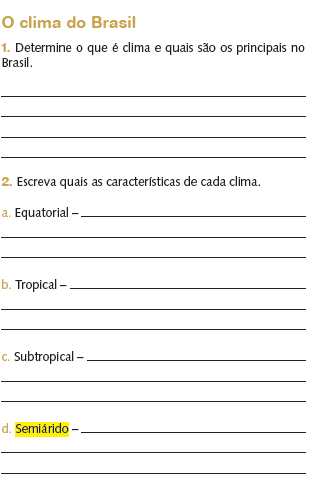 O clima do Brasil
1. Determine o que é clima e quais são os principais no
Brasil.
2. Escreva quais as características de cada clima.
a. Equatorial –
b. Tropical –
c. Subtropical –
d. Semiárido –